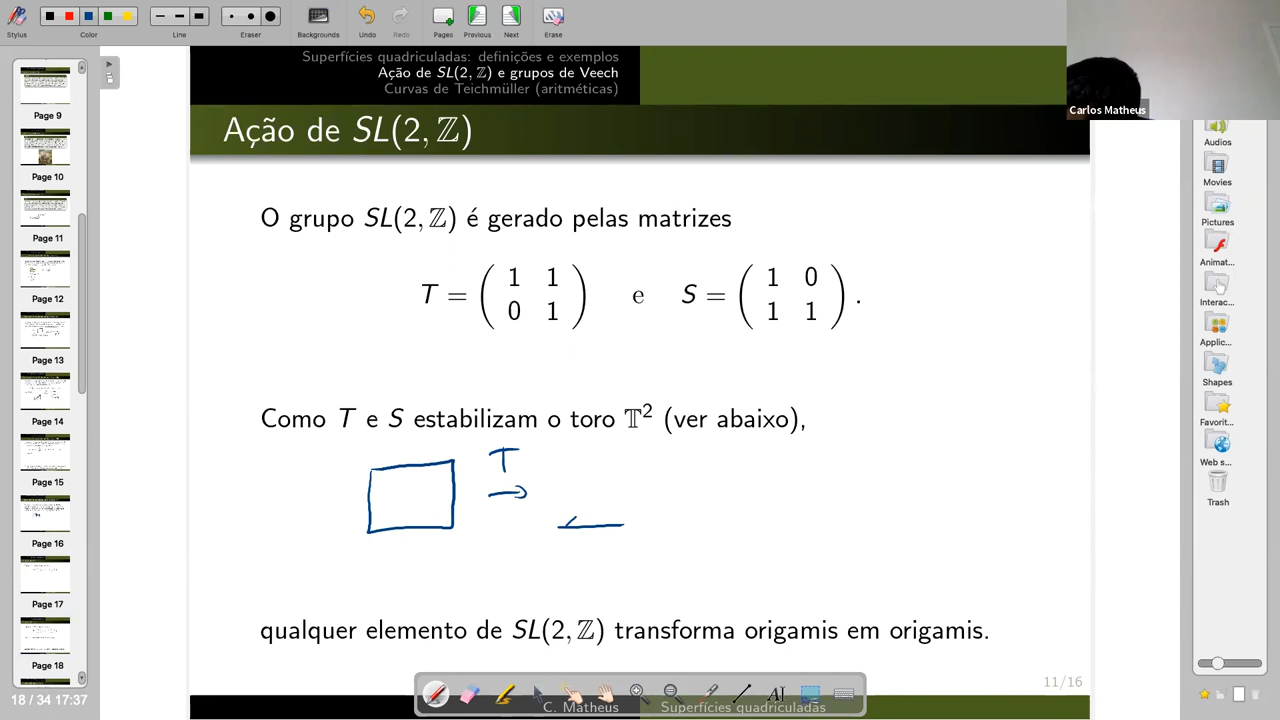 Stylus
Color
Line
Eraser
Backgrounds
Undo
Redo
Pages
Previous
Next
Erase
Superfícies quadriculadas: definições e exemplos
Ação de SL(2, ℤ) e grupos de Veech
Curvas de Teichmüller (aritméticas)
Carlos Matheus
Ação de SL(2, ℤ)
O grupo SL(2, ℤ) é gerado pelas matrizes
T = ( 1 1 0 1 ) e S = ( 1 0 1 1 ) .
Como T e S estabilizam o toro 𝕋² (ver abaixo),
T
→
qualquer elemento de SL(2, ℤ) transforma origamis em origamis.
11/16
C. Matheus
Superfícies quadriculadas
Page 9
Page 10
Page 11
Page 12
Page 13
Page 14
Page 15
Page 16
Page 17
Page 18
18 / 34 17:37
Audios
Movies
Pictures
Animat...
Interac...
Applic...
Shapes
Favorit...
Web s...
Trash